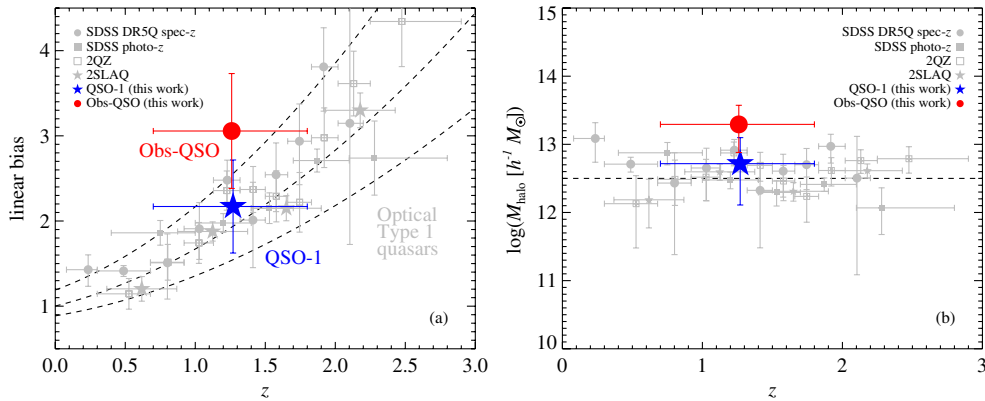 linear bias
4
3
2
1
SDSS DR5Q spec-z
SDSS photo-z
2QZ
2SLAQ
QSO-1 (this work)
Obs-QSO (this work)
Obs-QSO
QSO-1
Optical
Type 1
quasars
(a)
0.0 0.5 1.0 1.5 2.0 2.5 3.0
z
log(M_halo [h⁻¹ M_⊙])
15
14
13
12
11
10
SDSS DR5Q spec-z
SDSS photo-z
2QZ
2SLAQ
QSO-1 (this work)
Obs-QSO (this work)
(b)
0 1 2 3
z